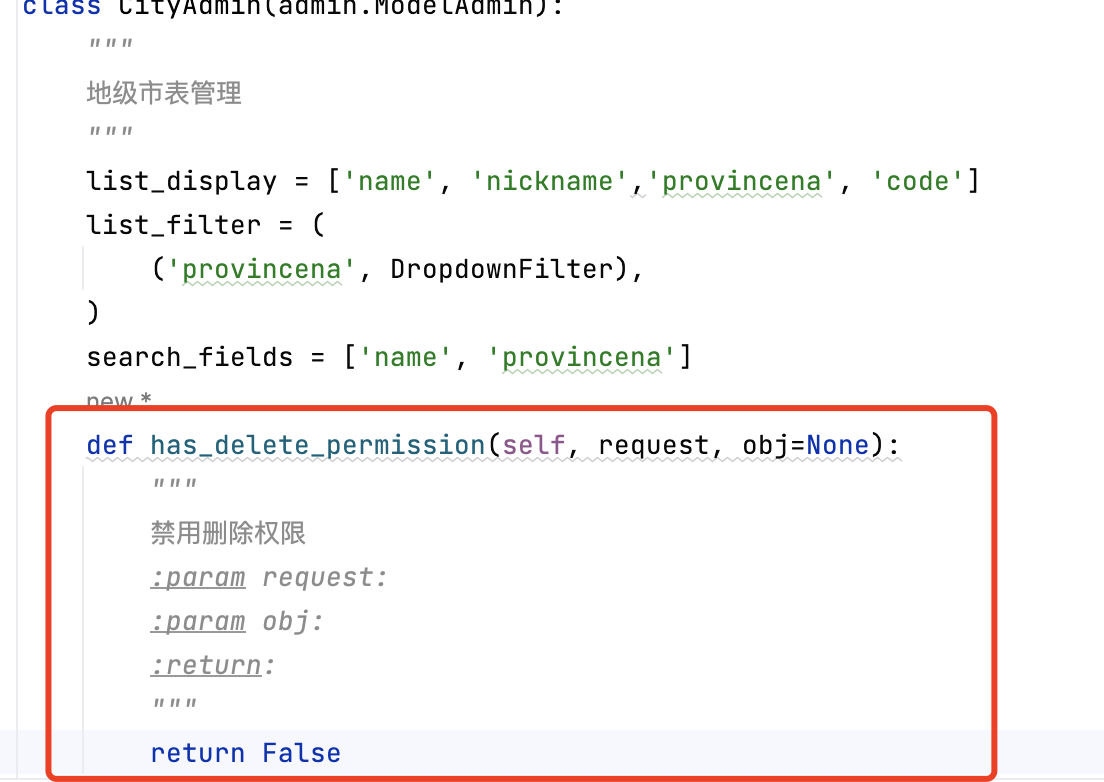 class CityAdmin(admin.ModelAdmin):
"""
地级市表管理
"""
list_display = ['name', 'nickname','provincena', 'code']
list_filter = (
('provincena', DropdownFilter),
)
search_fields = ['name', 'provincena']
new *
def has_delete_permission(self, request, obj=None):
"""
禁用删除权限
:param request:
:param obj:
:return:
"""
return False